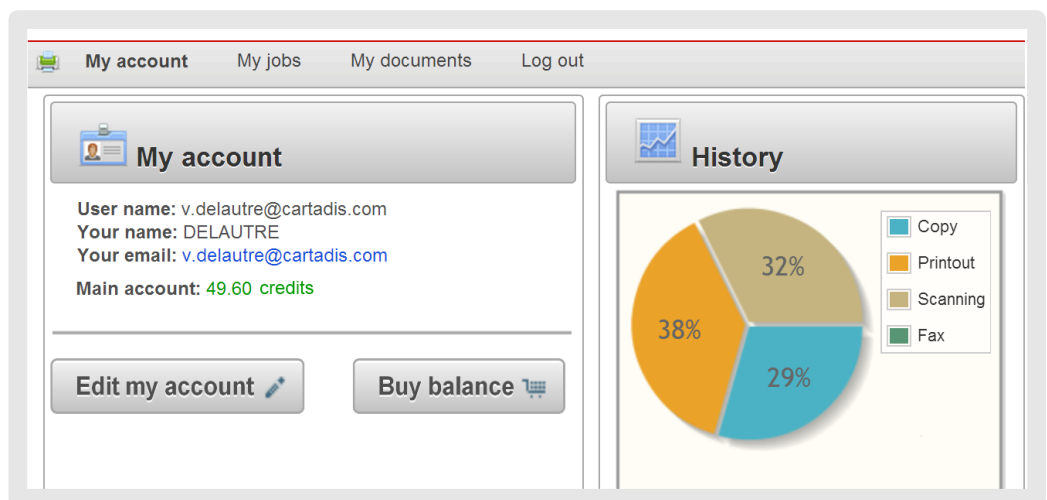 My account My jobs My documents Log out
My account
User name: v.delautre@cartadis.com
Your name: DELAUTRE
Your email: v.delautre@cartadis.com
Main account: 49.60 credits
Edit my account
Buy balance
History
32%
38%
29%
Copy
Printout
Scanning
Fax